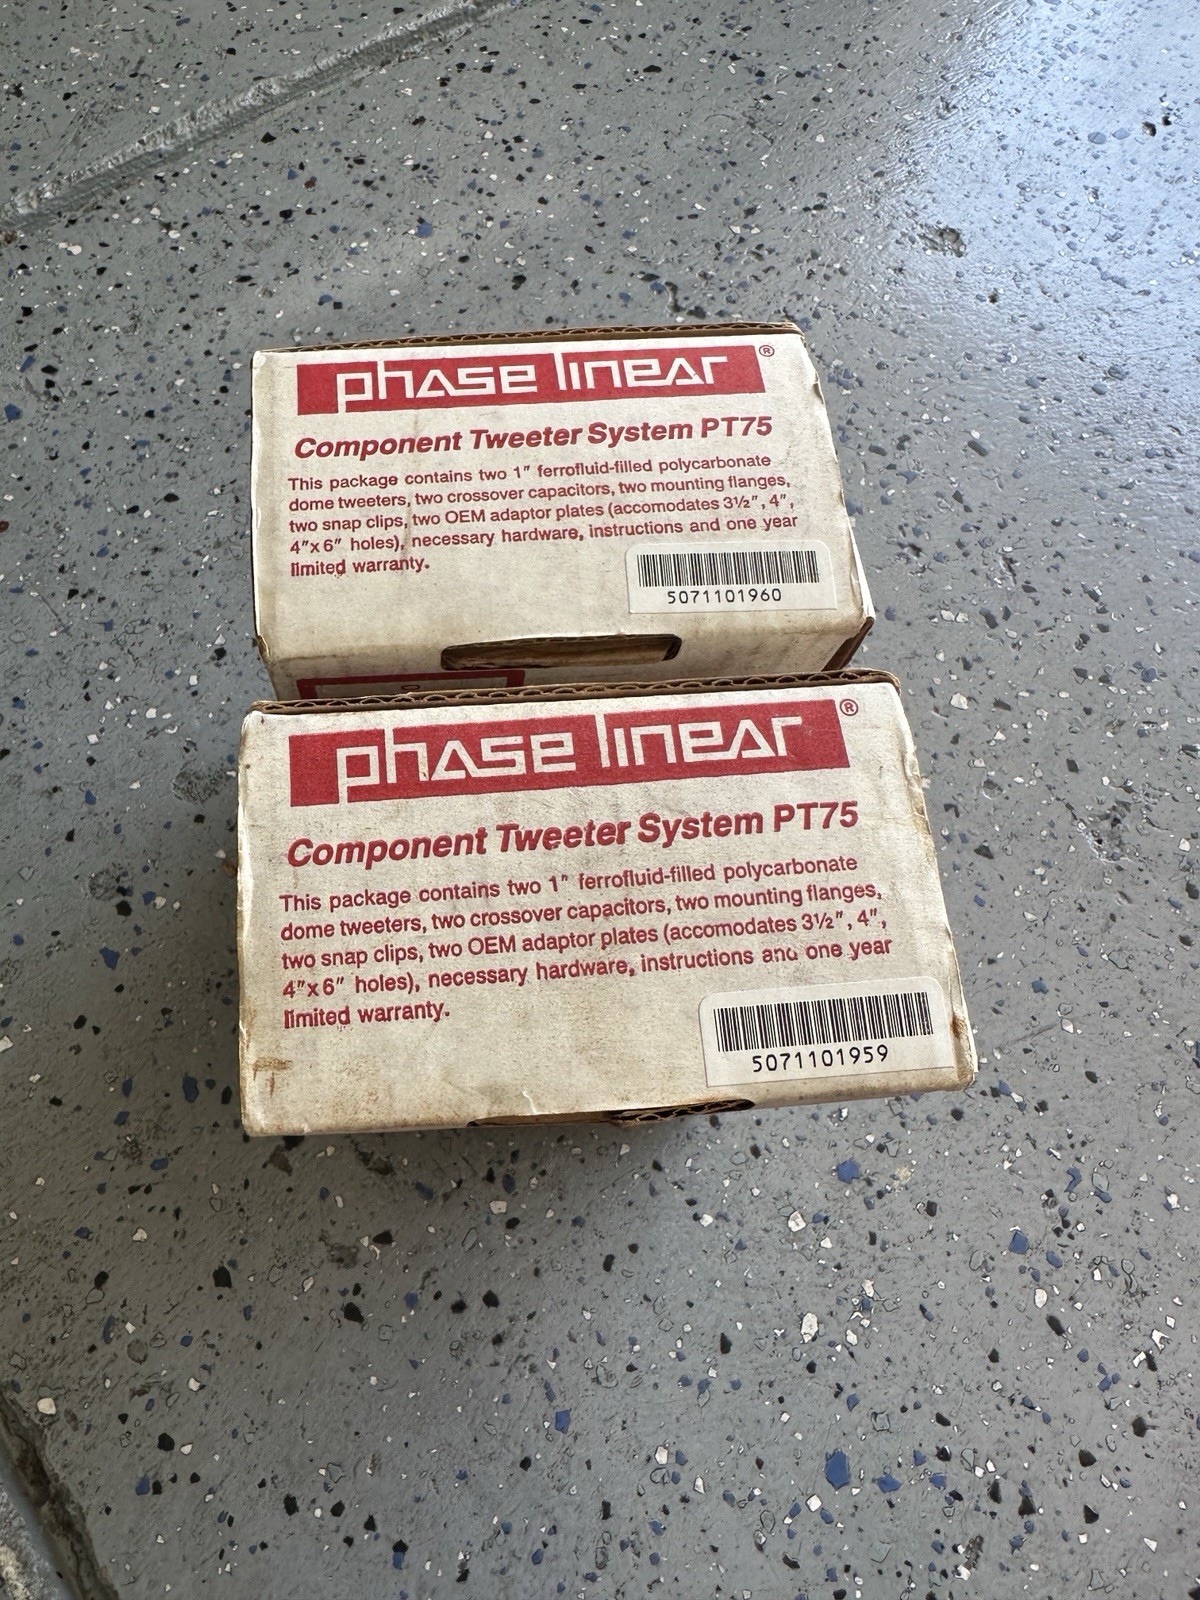 phase linear®
Component Tweeter System PT75
This package contains two 1" ferrofluid-filled polycarbonate
dome tweeters, two crossover capacitors, two mounting flanges,
two snap clips, two OEM adaptor plates (accomodates 3½", 4",
4"x6" holes), necessary hardware, instructions and one year
limited warranty.
5071101960
phase linear®
Component Tweeter System PT75
This package contains two 1" ferrofluid-filled polycarbonate
dome tweeters, two crossover capacitors, two mounting flanges,
two snap clips, two OEM adaptor plates (accomodates 3½", 4",
4"x6" holes), necessary hardware, instructions and one year
limited warranty.
5071101959